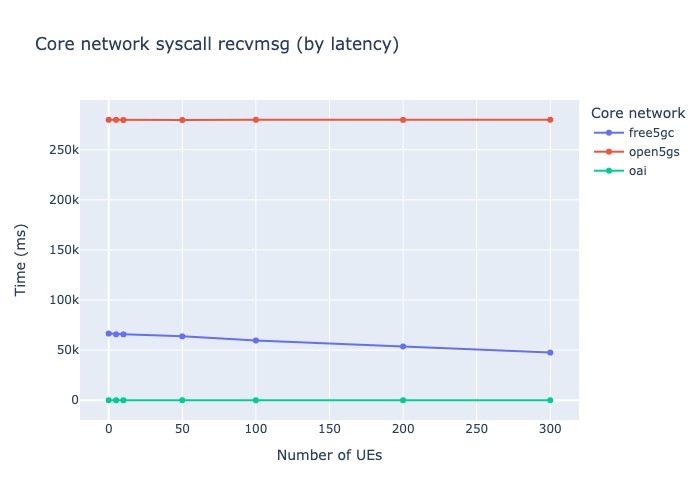 Core network syscall recvmsg (by latency)
Core network
free5gc
open5gs
oai
Time (ms)
250k
200k
150k
100k
50k
0
0 50 100 150 200 250 300
Number of UEs